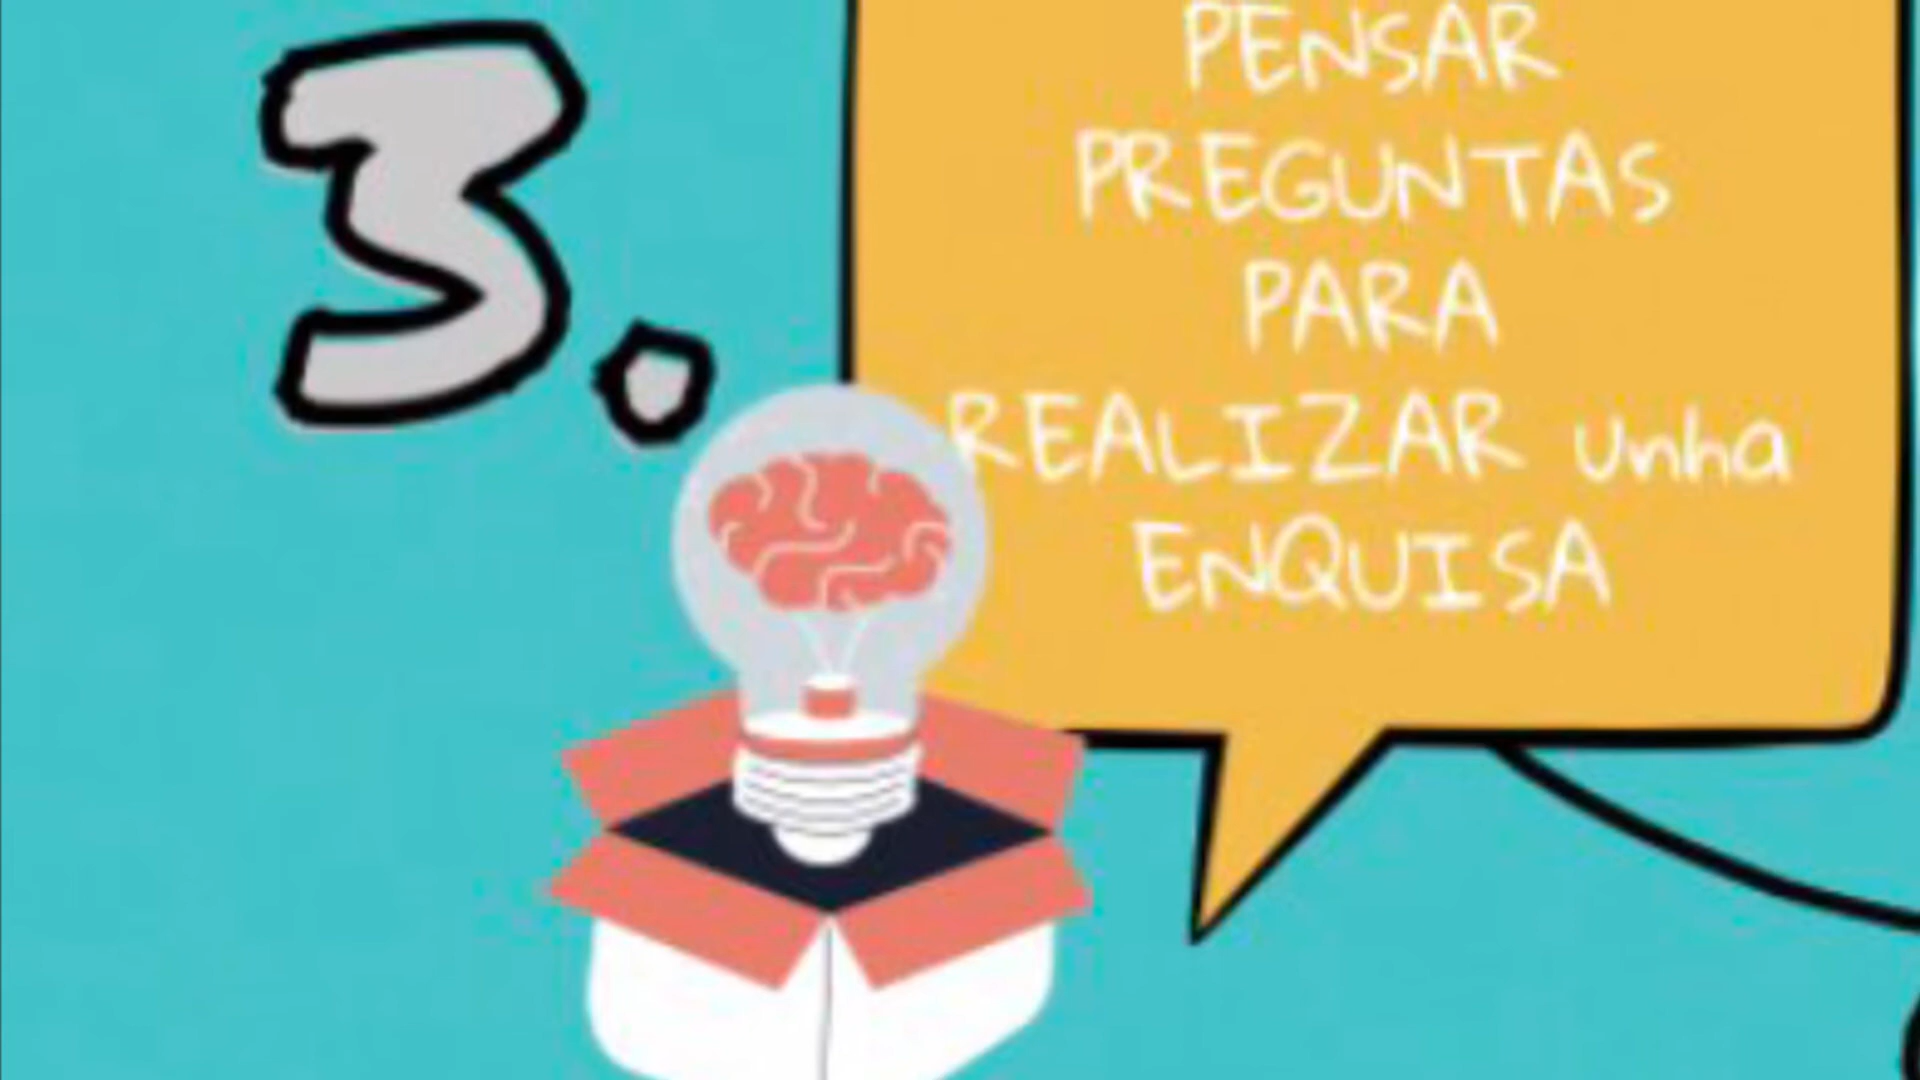 3.
PENSAR
PREGUNTAS
PARA
REALIZAR unha
ENQUISA